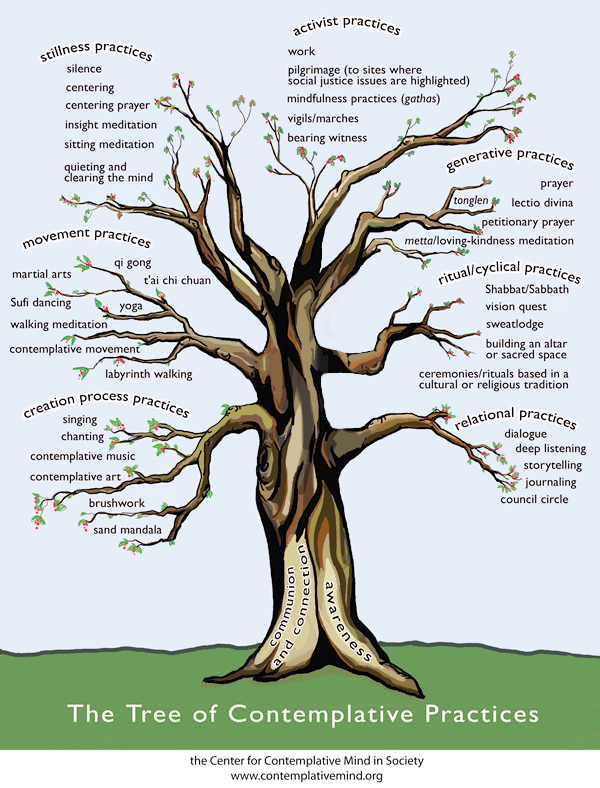 activist practices
work
pilgrimage (to sites where
social justice issues are highlighted)
mindfulness practices (gathas)
vigils/marches
bearing witness
stillness practices
silence
centering
centering prayer
insight meditation
sitting meditation
quieting and
clearing the mind
generative practices
prayer
tonglen
lectio divina
petitionary prayer
metta/loving-kindness meditation
movement practices
qi gong
martial arts
t'ai chi chuan
Sufi dancing
yoga
walking meditation
contemplative movement
labyrinth walking
ritual/cyclical practices
Shabbat/Sabbath
vision quest
sweatlodge
building an altar
or sacred space
ceremonies/rituals based in a
cultural or religious tradition
creation process practices
singing
chanting
contemplative music
contemplative art
brushwork
sand mandala
relational practices
dialogue
deep listening
storytelling
journaling
council circle
communion
and connection
awareness
The Tree of Contemplative Practices
the Center for Contemplative Mind in Society
www.contemplativemind.org